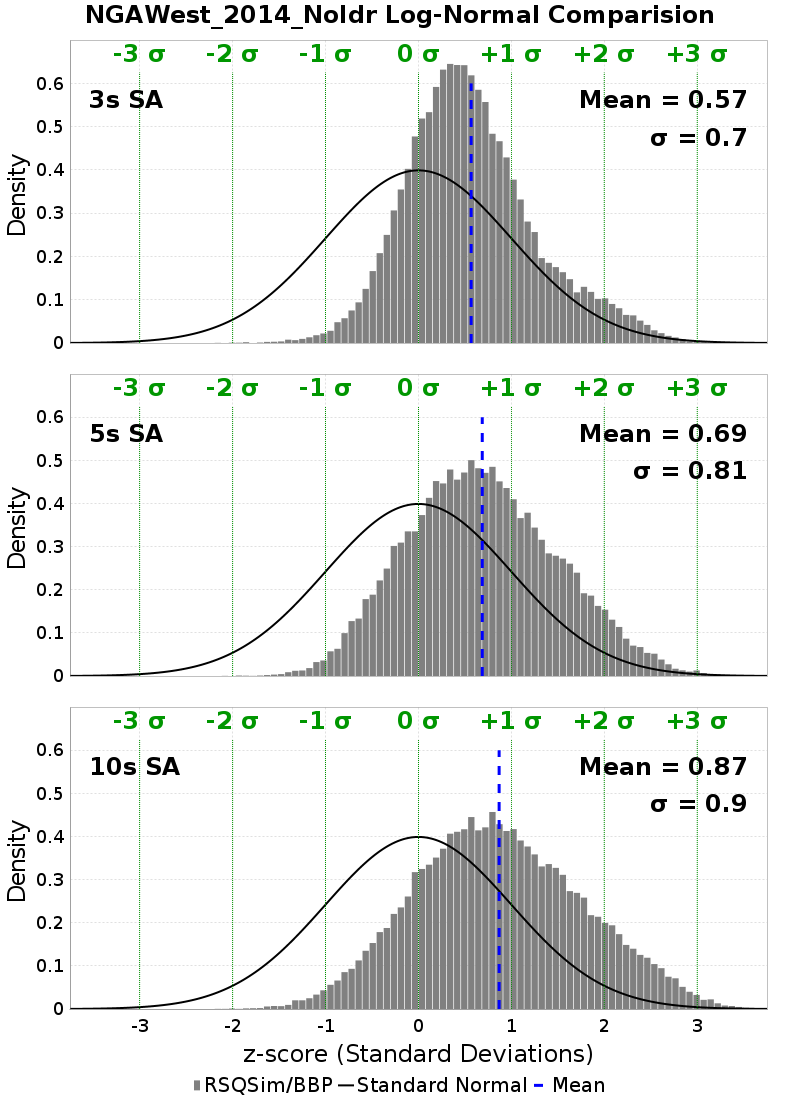 NGAWest_2014_NoIdr Log-Normal Comparision
-3 σ -2 σ -1 σ 0 σ +1 σ +2 σ +3 σ
0.6
3s SA Mean = 0.57
0.5
σ = 0.7
0.4
0.3
0.2
0.1
0
Density
-3 σ -2 σ -1 σ 0 σ +1 σ +2 σ +3 σ
0.6
5s SA Mean = 0.69
0.5
σ = 0.81
0.4
0.3
0.2
0.1
0
Density
-3 σ -2 σ -1 σ 0 σ +1 σ +2 σ +3 σ
0.6
10s SA Mean = 0.87
0.5
σ = 0.9
0.4
0.3
0.2
0.1
0
Density
-3 -2 -1 0 1 2 3
z-score (Standard Deviations)
RSQSim/BBP Standard Normal Mean